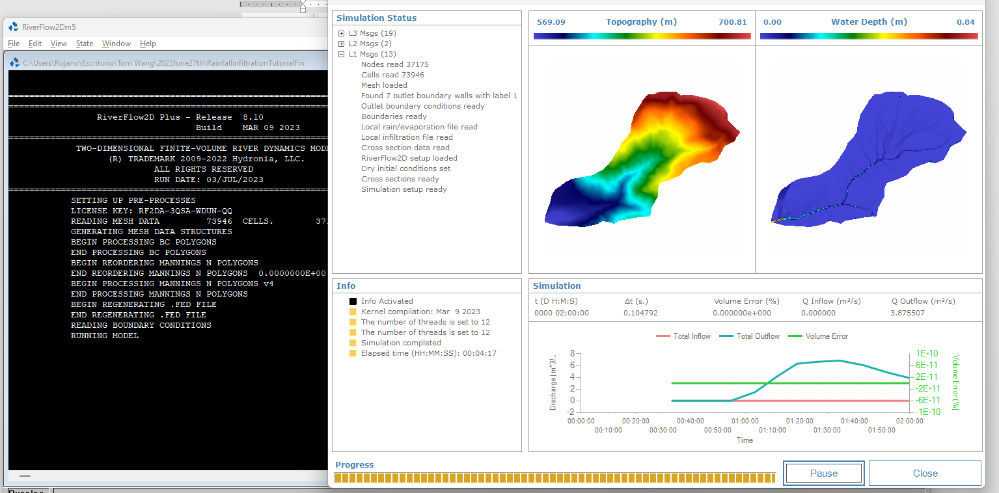 1
RiverFlow2Dm5
File Edit View State Window Help
C:\Users\Rojano\Escritorio\Tom Wang\2023June27th\RainfallinfiltrationTutorialFin
RiverFlow2D Plus - Release 8.10
Build MAR 09 2023
TWO-DIMENSIONAL FINITE-VOLUME RIVER DYNAMICS MODE
(R) TRADEMARK 2009-2022 Hydronia, LLC.
ALL RIGHTS RESERVED
RUN DATE: 03/JUL/2023
SETTING UP PRE-PROCESSES
LICENSE KEY: RF2DA-3QSA-WDUN-QQ
READING MESH DATA 73946 CELLS. 37
GENERATING MESH DATA STRUCTURES
BEGIN PROCESSING BC POLYGONS
END PROCESSING BC POLYGONS
BEGIN REORDERING MANNINGS N POLYGONS
END REORDERING MANNINGS N POLYGONS 0.0000000E+00
BEGIN PROCESSING MANNINGS N POLYGONS v4
END PROCESSING MANNINGS N POLYGONS
BEGIN REGENERATING .FED FILE
END REGENERATING .FED FILE
READING BOUNDARY CONDITIONS
RUNNING MODEL
Running
Simulation Status
L3 Msgs (19)
L2 Msgs (2)
L1 Msgs (13)
Nodes read 37175
Cells read 73946
Mesh loaded
Found 7 outlet boundary walls with label 1
Outlet boundary conditions ready
Boundaries ready
Local rain/evaporation file read
Local infiltration file read
Cross section data read
RiverFlow2D setup loaded
Dry initial conditions set
Cross sections ready
Simulation setup ready
569.09 Topography (m) 700.81
0.00 Water Depth (m) 0.84
Info
Info Activated
Kernel compilation: Mar 9 2023
The number of threads is set to 12
The number of threads is set to 12
Simulation completed
Elapsed time (HH:MM:SS): 00:04:17
Simulation
t (D H:M:S) Δt (s.) Volume Error (%) Q Inflow (m³/s) Q Outflow (m³/s)
0000 02:00:00 0.104792 0.000000e+000 0.000000 3.875507
Total Inflow Total Outflow Volume Error
Discharge (m^3/...
8
6
4
2
0
-2
1E-10
6E-11
2E-11
-2E-11
-6E-11
-1E-10
Volume Error (%)
00:00:00 00:20:00 00:40:00 01:00:00 01:20:00 01:40:00 02:00:00
00:10:00 00:30:00 00:50:00 01:10:00 01:30:00 01:50:00
Time
Progress
Pause
Close